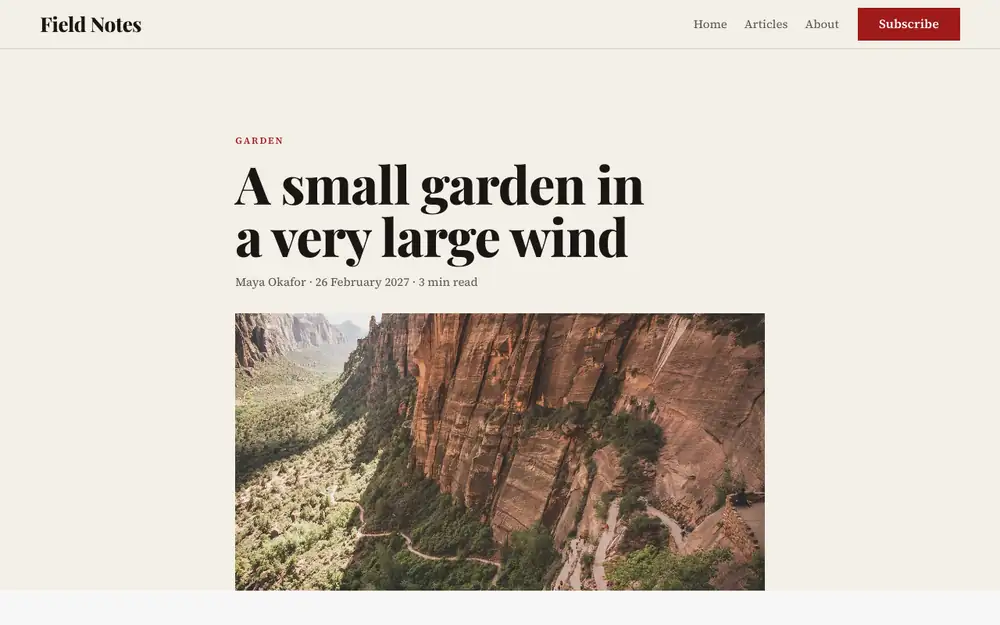 Field Notes
Home Articles About Subscribe
GARDEN
A small garden in
a very large wind
Maya Okafor · 26 February 2027 · 3 min read